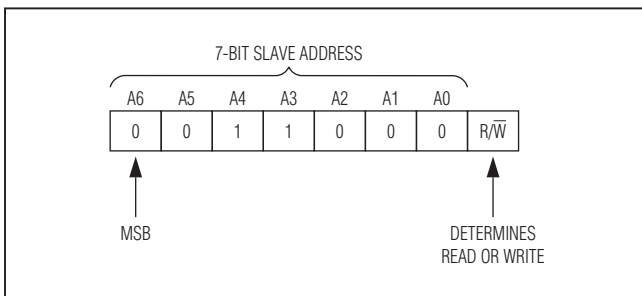 7-BIT SLAVE ADDRESS
A6 A5 A4 A3 A2 A1 A0
0 0 1 1 0 0 0 R/W̅
MSB
DETERMINES
READ OR WRITE